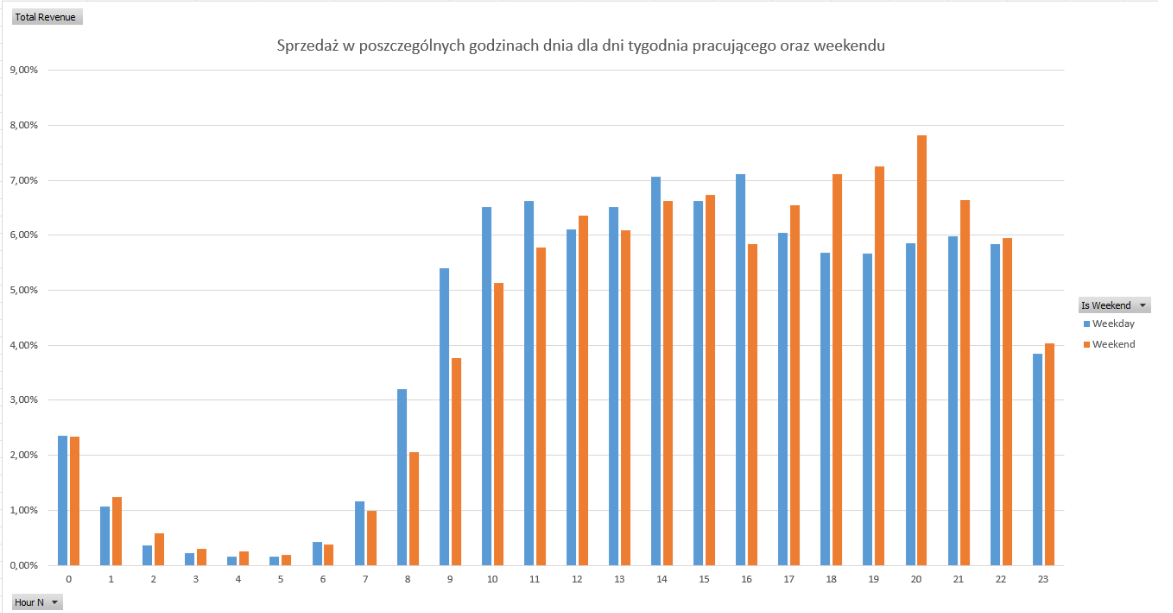 Total Revenue
Sprzedaż w poszczególnych godzinach dnia dla dni tygodnia pracującego oraz weekendu
9,00%
8,00%
7,00%
6,00%
5,00%
4,00%
3,00%
2,00%
1,00%
0,00%
0 1 2 3 4 5 6 7 8 9 10 11 12 13 14 15 16 17 18 19 20 21 22 23
Is Weekend
Weekday
Weekend
Hour N